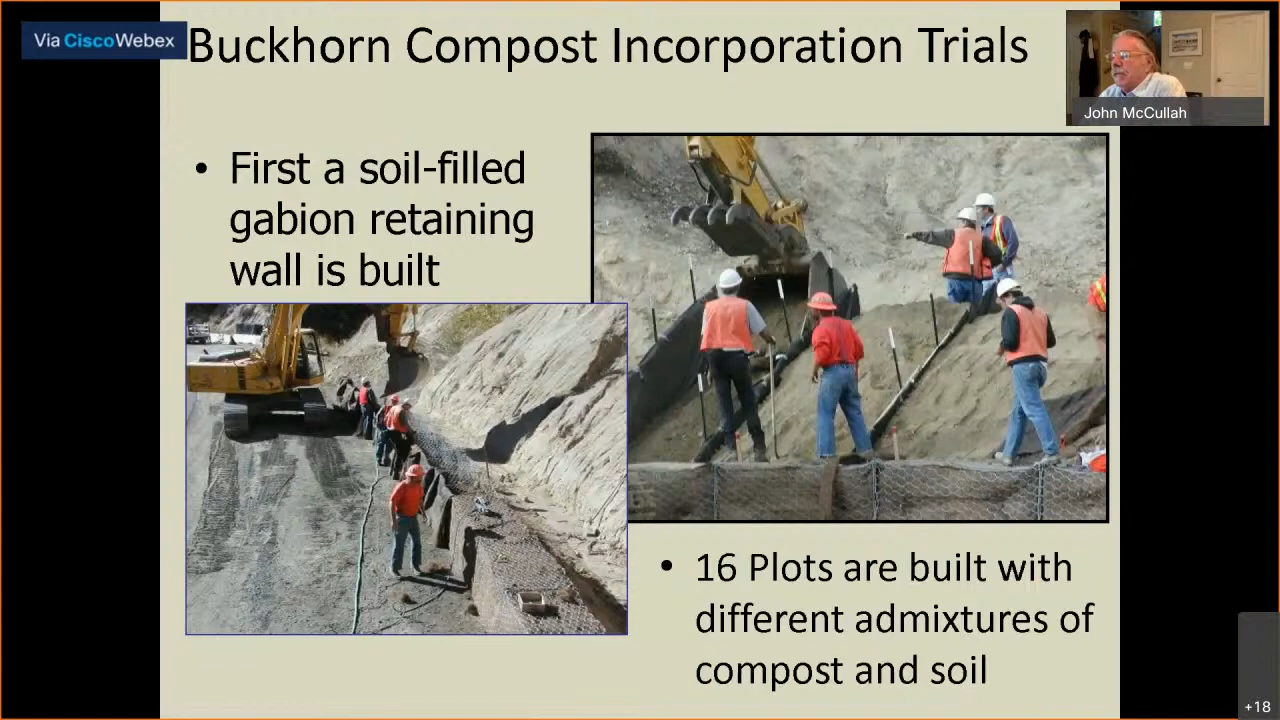 Via CiscoWebex
Buckhorn Compost Incorporation Trials
John McCullah
• First a soil-filled
gabion retaining
wall is built
• 16 Plots are built with
different admixtures of
compost and soil
+18